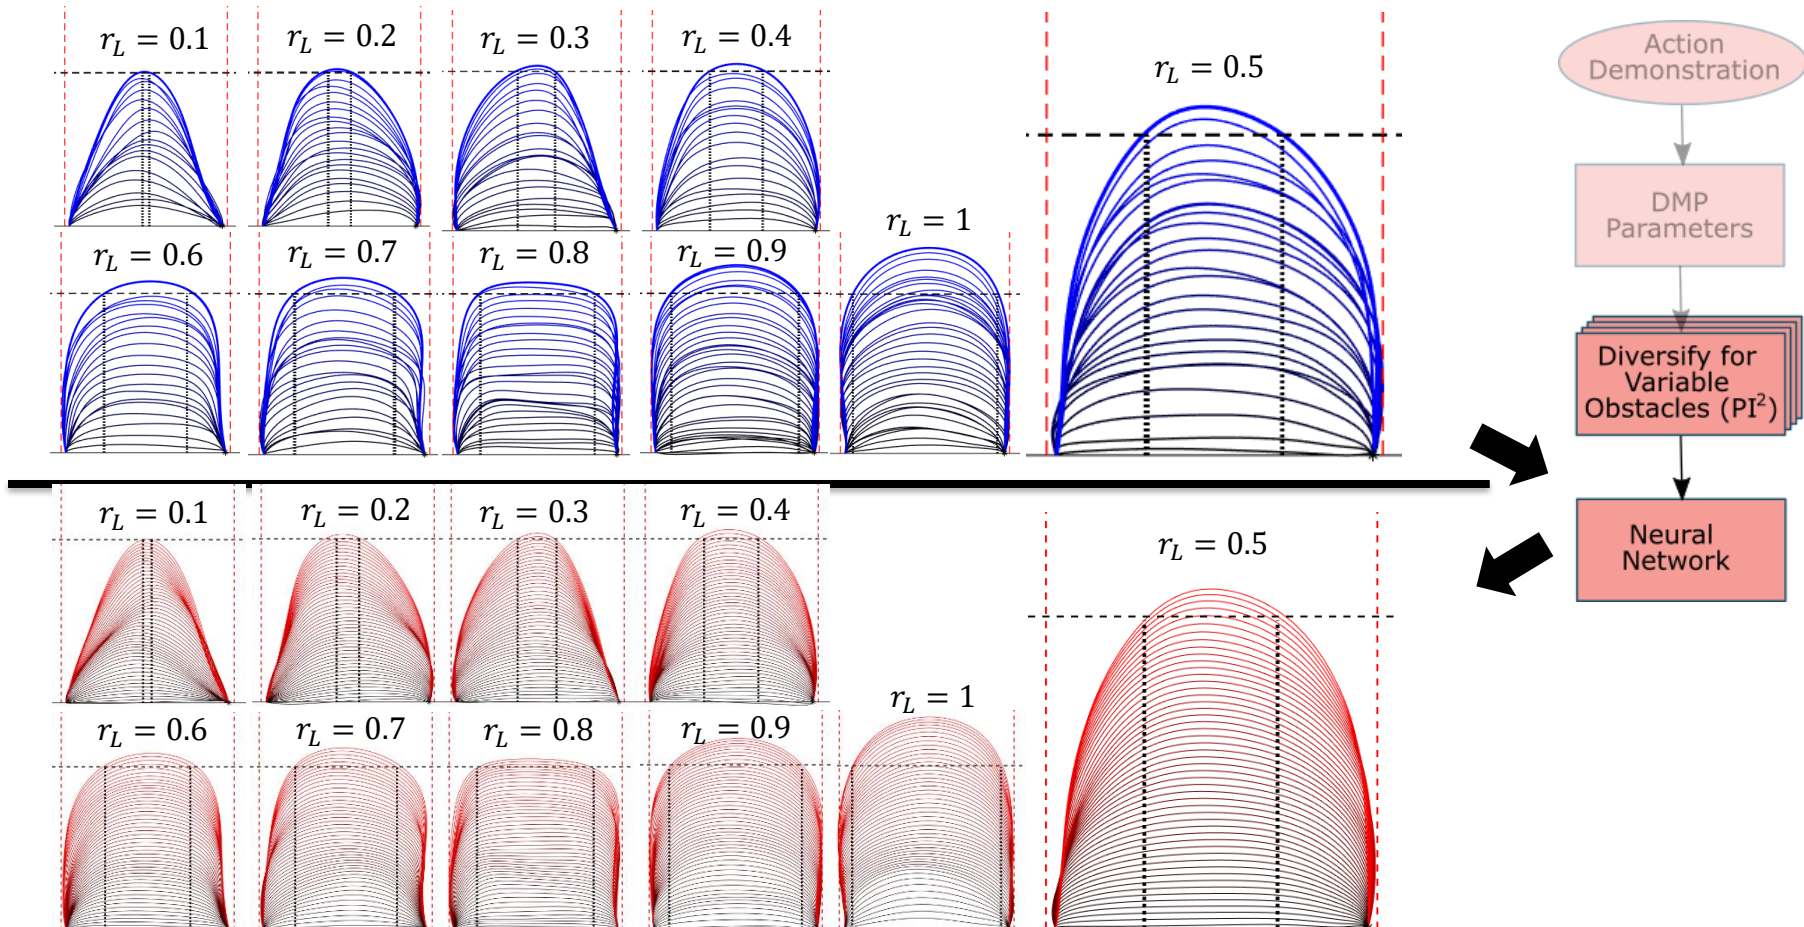 r_L = 0.1
r_L = 0.2
r_L = 0.3
r_L = 0.4
r_L = 0.5
r_L = 0.6
r_L = 0.7
r_L = 0.8
r_L = 0.9
r_L = 1
r_L = 0.1
r_L = 0.2
r_L = 0.3
r_L = 0.4
r_L = 0.5
r_L = 0.6
r_L = 0.7
r_L = 0.8
r_L = 0.9
r_L = 1
Action
Demonstration
DMP
Parameters
Diversify for
Variable
Obstacles (PI²)
Neural
Network